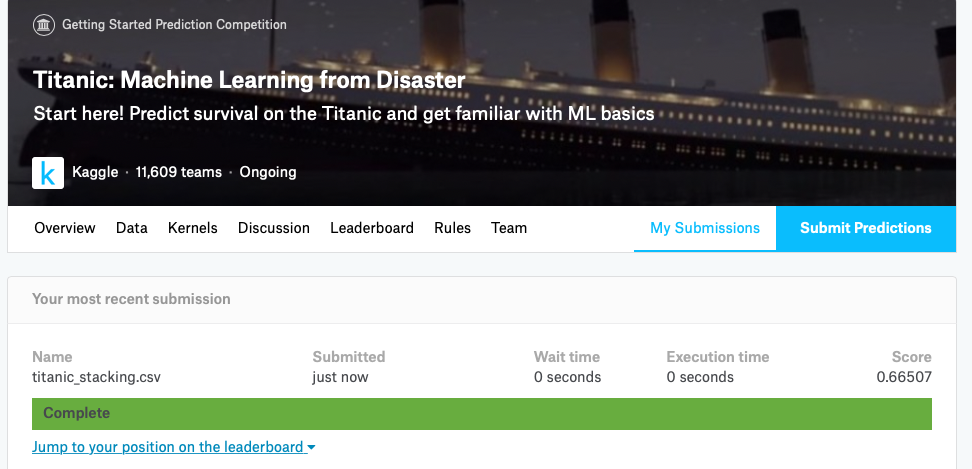 Getting Started Prediction Competition
Titanic: Machine Learning from Disaster
Start here! Predict survival on the Titanic and get familiar with ML basics
k Kaggle · 11,609 teams · Ongoing
Overview Data Kernels Discussion Leaderboard Rules Team My Submissions Submit Predictions
Your most recent submission
Name Submitted Wait time Execution time Score
titanic_stacking.csv just now 0 seconds 0 seconds 0.66507
Complete
Jump to your position on the leaderboard